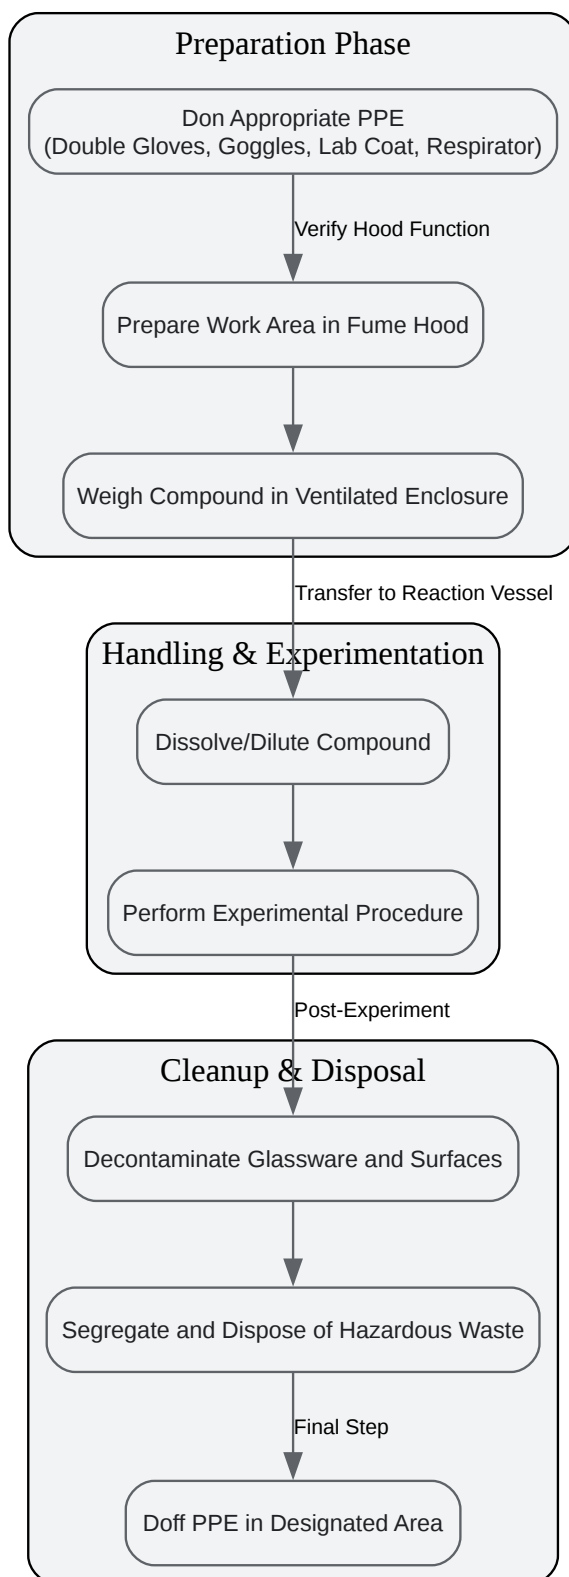 Preparation Phase
Don Appropriate PPE
(Double Gloves, Goggles, Lab Coat, Respirator)
Verify Hood Function
Prepare Work Area in Fume Hood
Weigh Compound in Ventilated Enclosure
Transfer to Reaction Vessel
Handling & Experimentation
Dissolve/Dilute Compound
Perform Experimental Procedure
Post-Experiment
Cleanup & Disposal
Decontaminate Glassware and Surfaces
Segregate and Dispose of Hazardous Waste
Final Step
Doff PPE in Designated Area